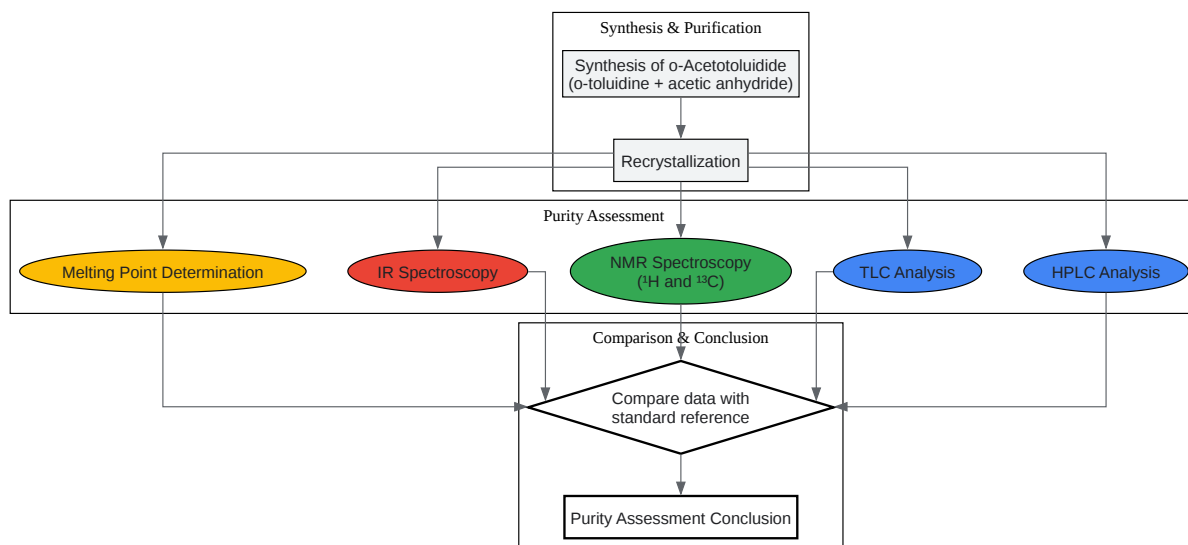 Synthesis & Purification
Synthesis of o-Acetotoluidide
(o-toluidine + acetic anhydride)
Recrystallization
Purity Assessment
Melting Point Determination
IR Spectroscopy
NMR Spectroscopy
(¹H and ¹³C)
TLC Analysis
HPLC Analysis
Comparison & Conclusion
Compare data with
standard reference
Purity Assessment Conclusion